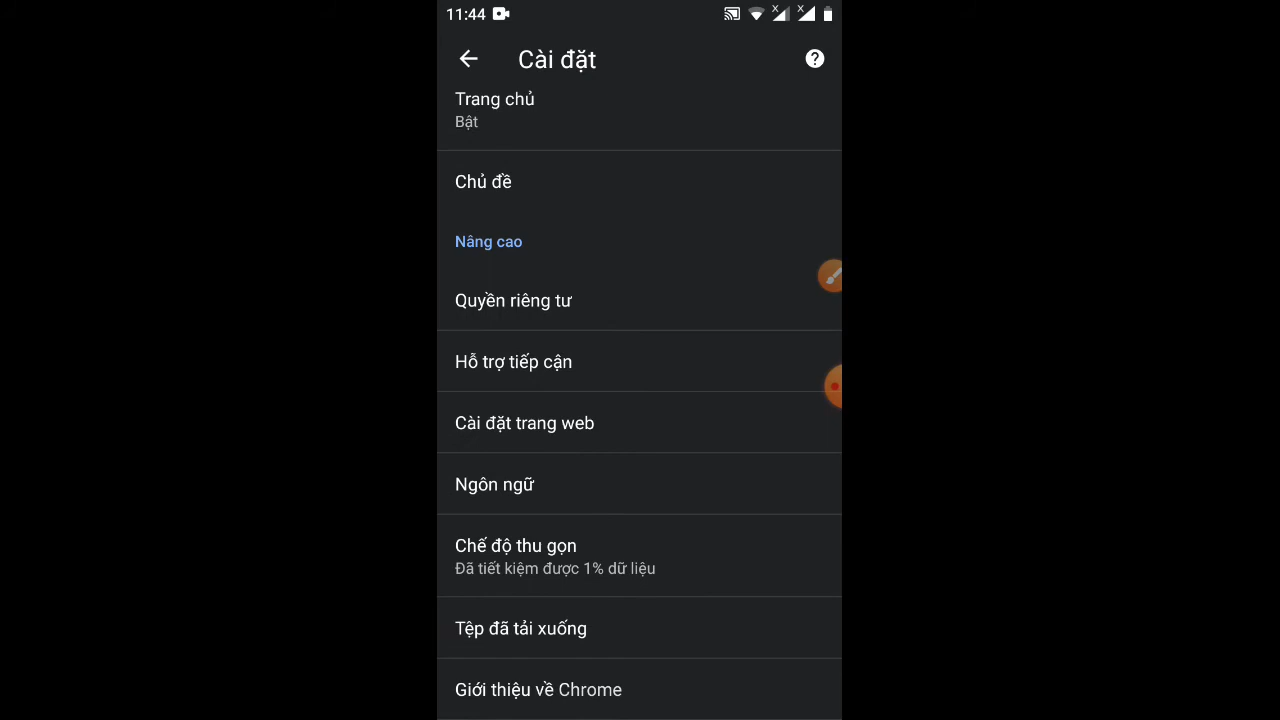 11:44
Cài đặt
Trang chủ
Bật
Chủ đề
Nâng cao
Quyền riêng tư
Hỗ trợ tiếp cận
Cài đặt trang web
Ngôn ngữ
Chế độ thu gọn
Đã tiết kiệm được 1% dữ liệu
Tệp đã tải xuống
Giới thiệu về Chrome